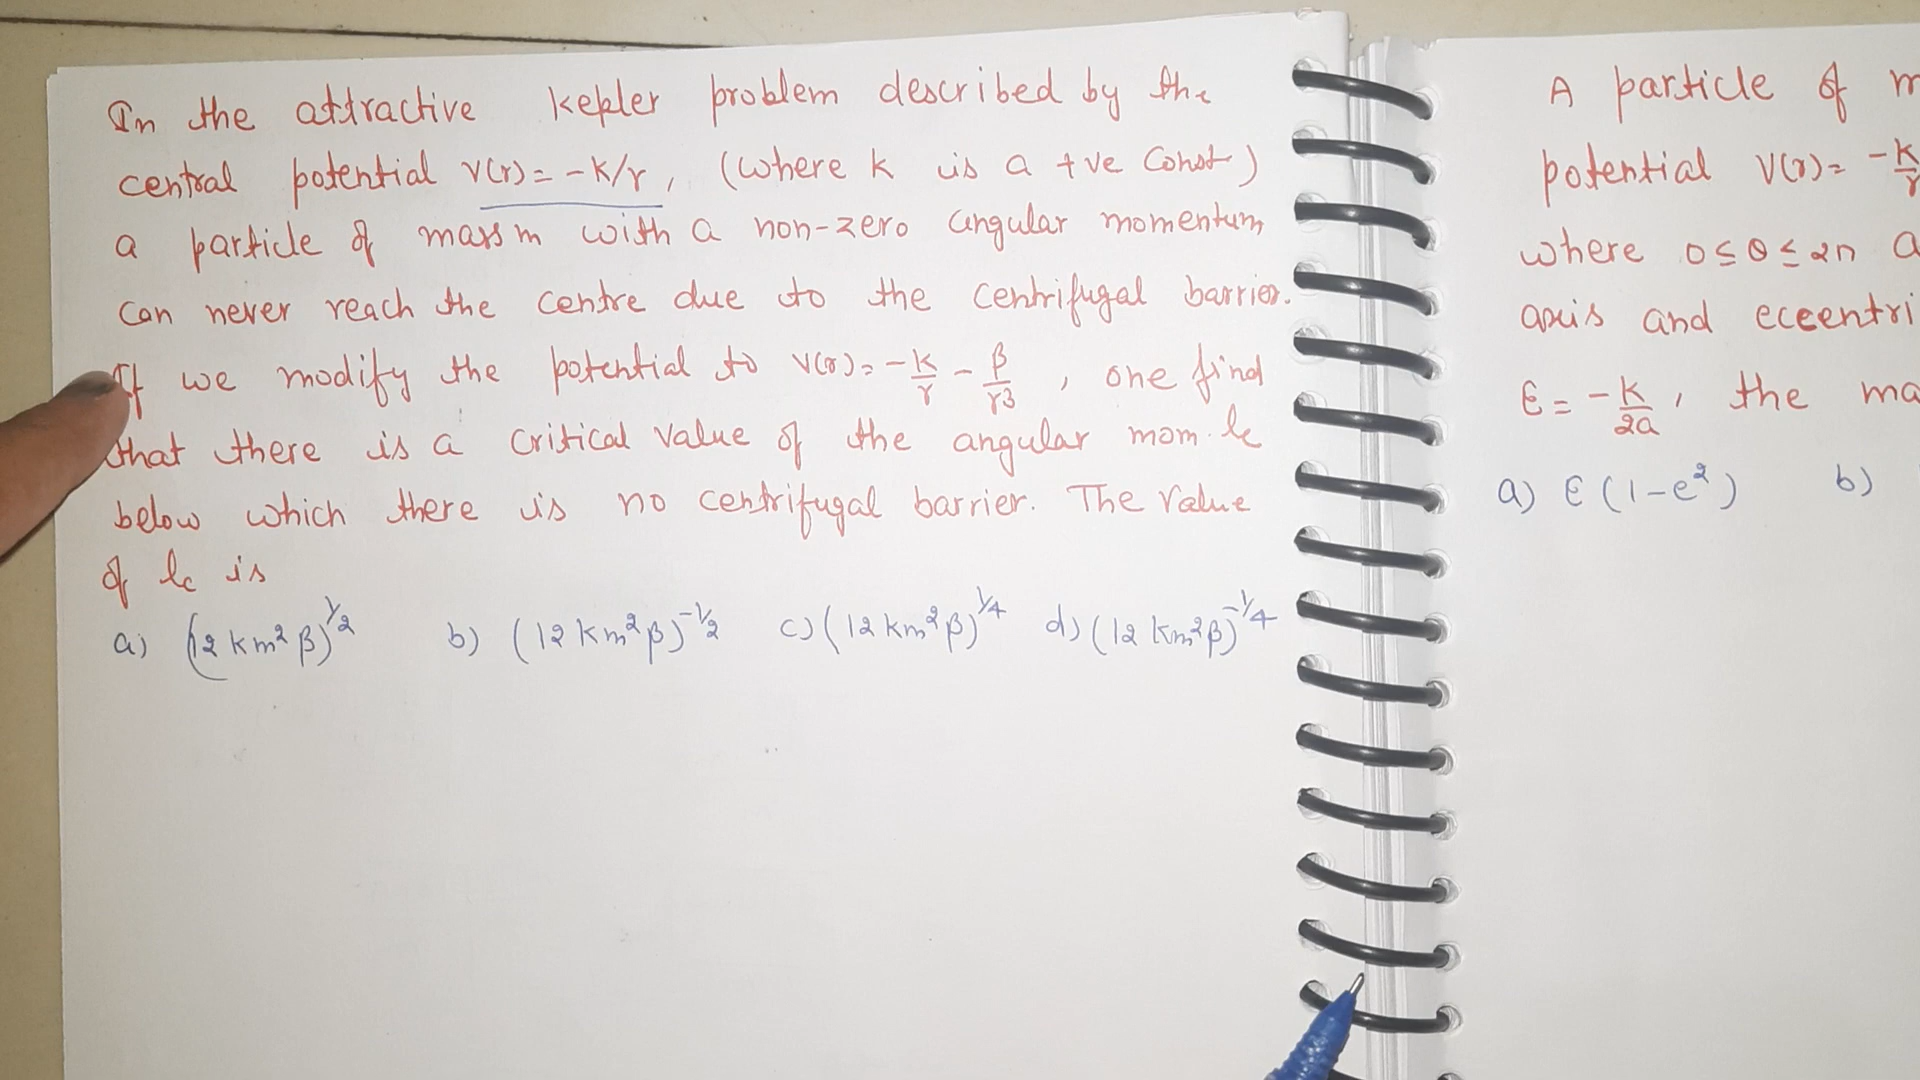 In the attractive kepler problem described by the
central potential V(r)= -K/r, (where k is a +ve Const)
a particle of mass m with a non-zero angular momentum
can never reach the centre due to the centrifugal barrier.
If we modify the potential to V(r)= -K/r - β/r3 , one find
that there is a critical value of the angular mom. lc
below which there is no centrifugal barrier. The value
of lc is
a) (12 km²β)^1/2 b) (12 km²β)^-1/2 c) (12 km²β)^1/4 d) (12 km²β)^-1/4
A particle of m
potential V(r)= -K/r
where 0≤θ≤2π a
axis and eccentri
E = -K/2a , the ma
a) E(1-e²) b)